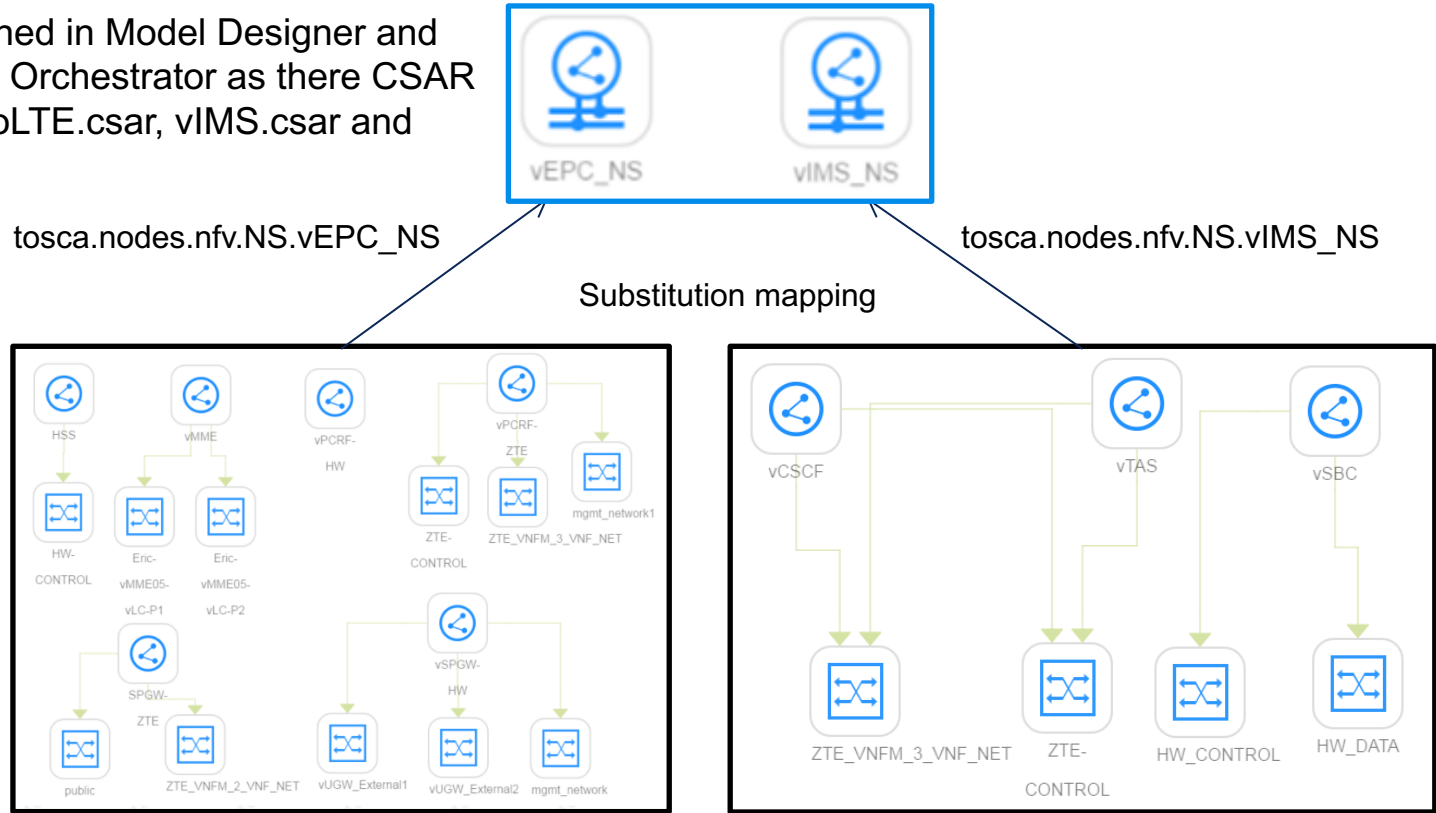 ned in Model Designer and
Orchestrator as there CSAR
oLTE.csar, vIMS.csar and
vEPC_NS
vIMS_NS
tosca.nodes.nfv.NS.vEPC_NS
tosca.nodes.nfv.NS.vIMS_NS
Substitution mapping
HSS
vMME
vPCRF-
HW
vPCRF-
ZTE
HW-
CONTROL
Eric-
vMME05-
vLC-P1
Eric-
vMME05-
vLC-P2
ZTE-
CONTROL
ZTE_VNFM_3_VNF_NET
mgmt_network1
SPGW-
ZTE
vSPGW-
HW
public
ZTE_VNFM_2_VNF_NET
vUGW_External1
vUGW_External2
mgmt_network
vCSCF
vTAS
vSBC
ZTE_VNFM_3_VNF_NET
ZTE-
CONTROL
HW_CONTROL
HW_DATA